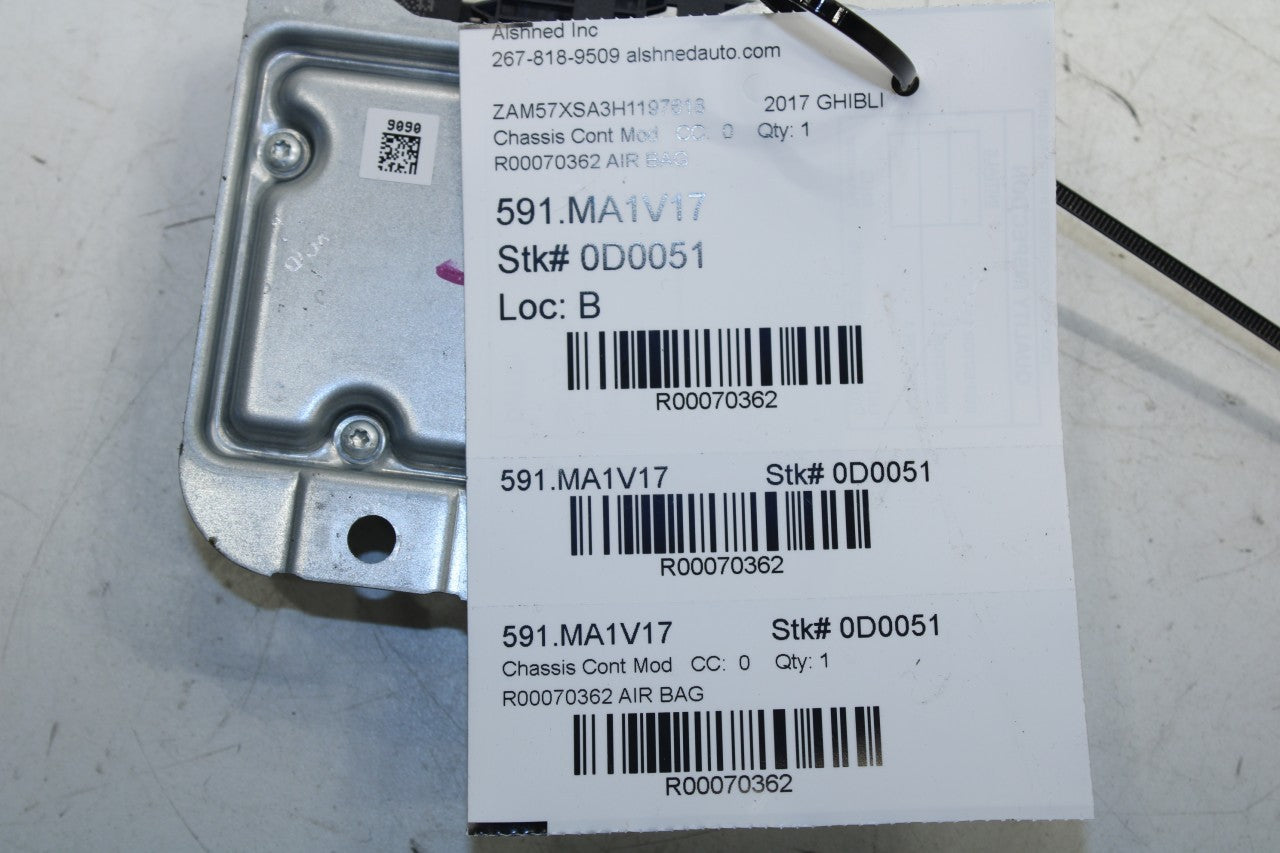 Alshned Inc
267-818-9509 alshnedauto.com
ZAM57XSA3H1197618 2017 GHIBLI
Chassis Cont Mod CC: 0 Qty: 1
R00070362 AIR BAG
591.MA1V17
Stk# 0D0051
Loc: B
R00070362
591.MA1V17 Stk# 0D0051
R00070362
591.MA1V17 Stk# 0D0051
Chassis Cont Mod CC: 0 Qty: 1
R00070362 AIR BAG
R00070362
9090